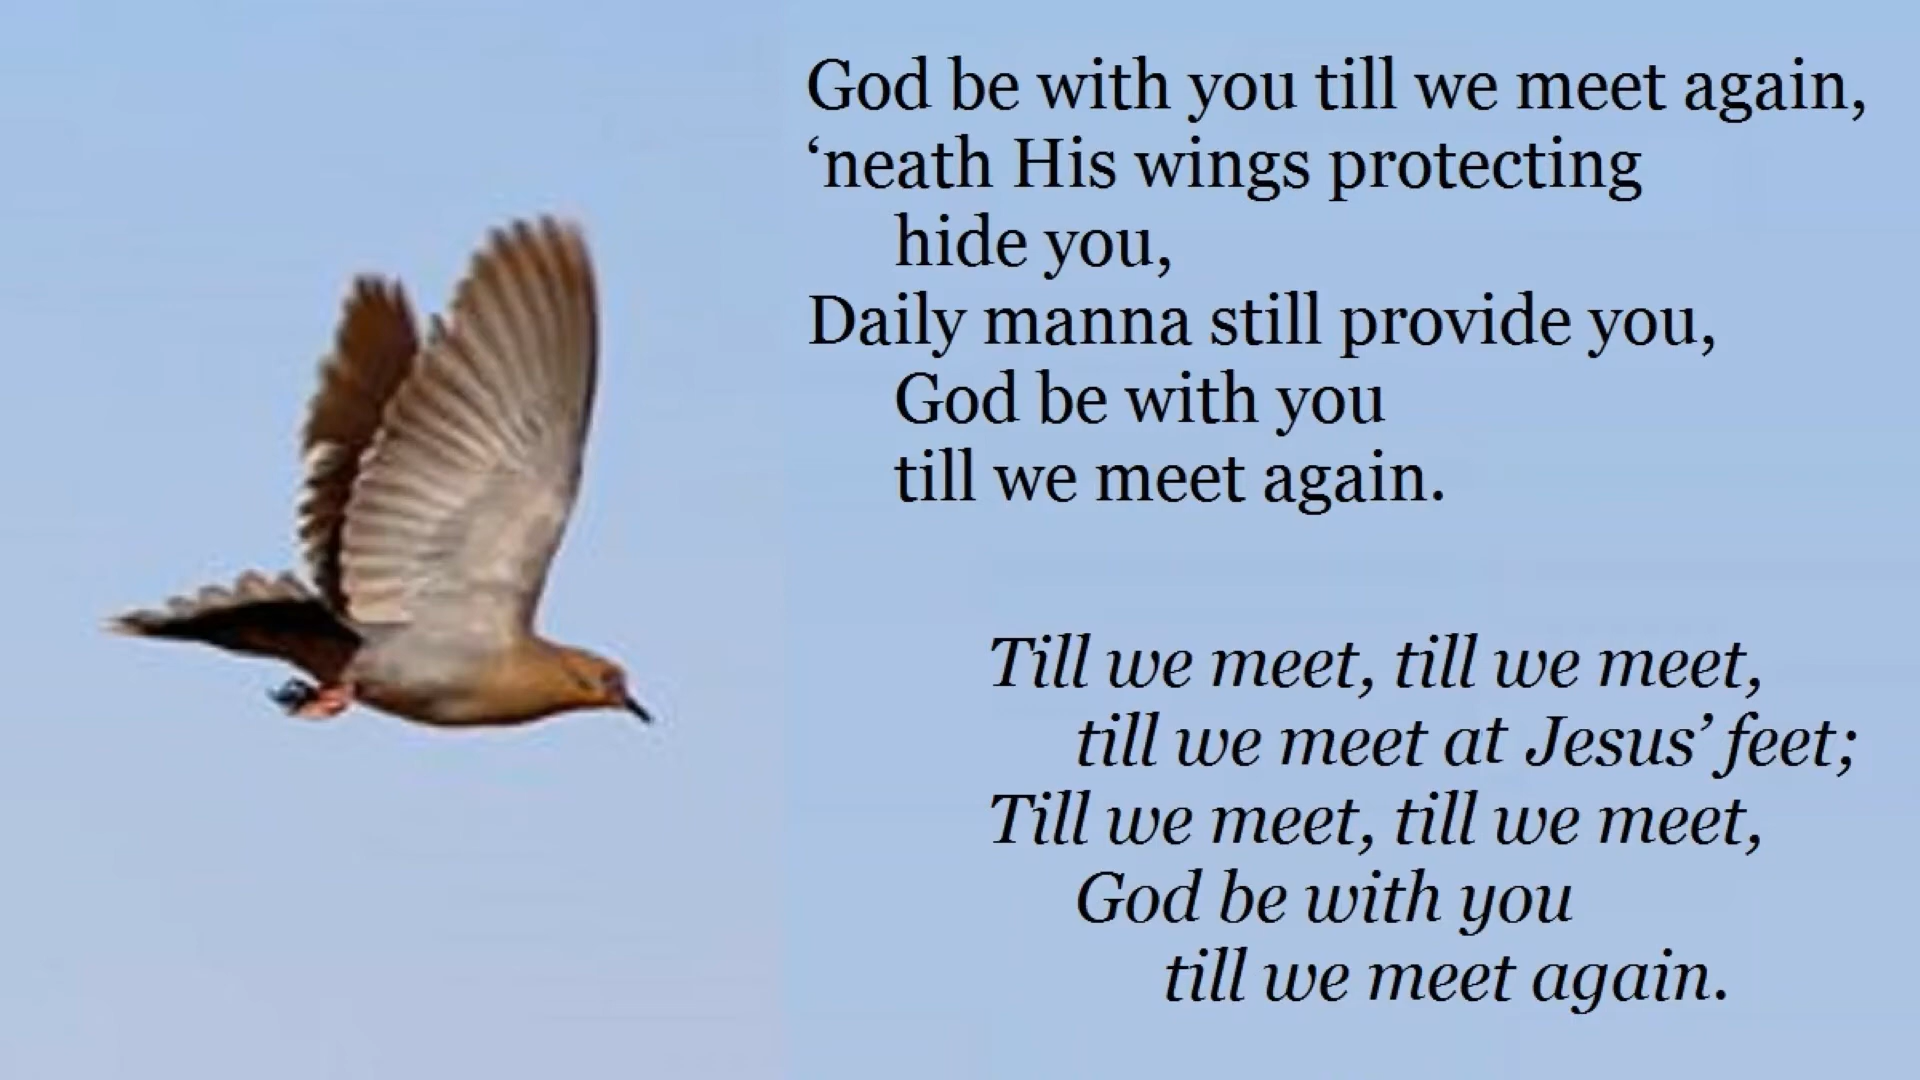 God be with you till we meet again,
‘neath His wings protecting
hide you,
Daily manna still provide you,
God be with you
till we meet again.
Till we meet, till we meet,
till we meet at Jesus’ feet;
Till we meet, till we meet,
God be with you
till we meet again.